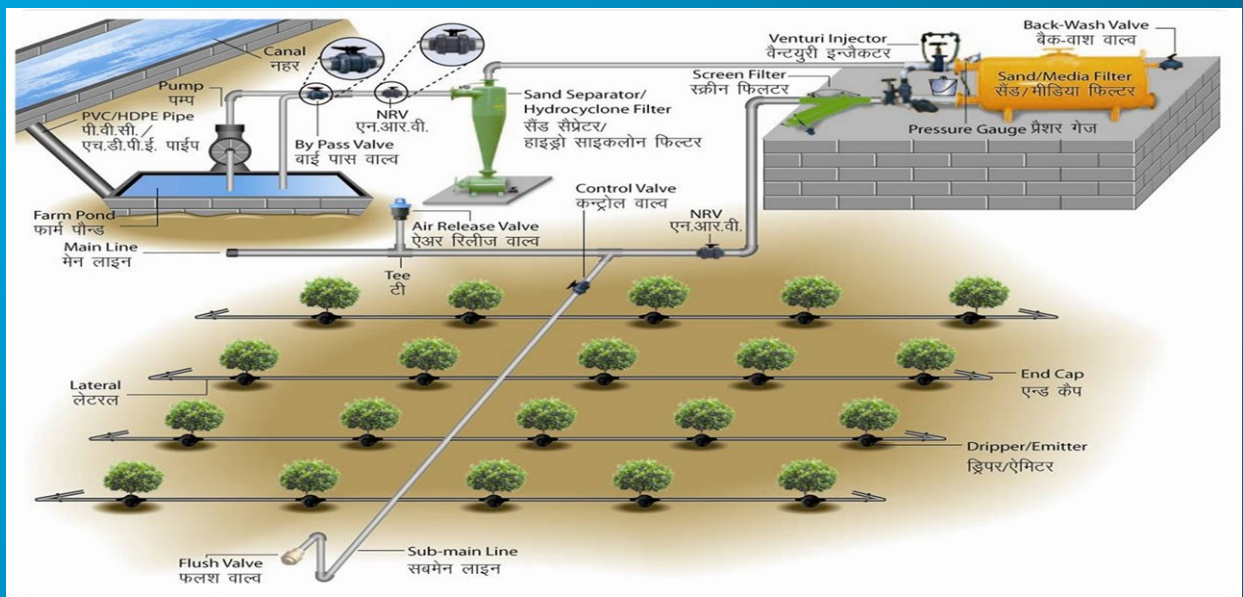 Canal
नहर
Pump
पम्प
PVC/HDPE Pipe
पी.वी.सी./
एच.डी.पी.ई. पाईप
By Pass Valve
बाई पास वाल्व
NRV
एन.आर.वी.
Sand Separator/
Hydrocyclone Filter
सैंड सैप्रेटर/
हाइड्रो साइकलोन फिल्टर
Venturi Injector
वैन्टयुरी इन्जैकटर
Screen Filter
स्क्रीन फिलटर
Back-Wash Valve
बैक-वाश वाल्व
Sand/Media Filter
सैंड/मीडिया फिल्टर
Pressure Gauge प्रैशर गेज
Farm Pond
फार्म पौन्ड
Main Line
मेन लाइन
Air Release Valve
ऐअर रिलीज वाल्व
Tee
टी
Control Valve
कन्ट्रोल वाल्व
NRV
एन.आर.वी.
Lateral
लेटरल
End Cap
एन्ड कैप
Dripper/Emitter
ड्रिपर/ऐमिटर
Flush Valve
फलश वाल्व
Sub-main Line
सबमेन लाइन